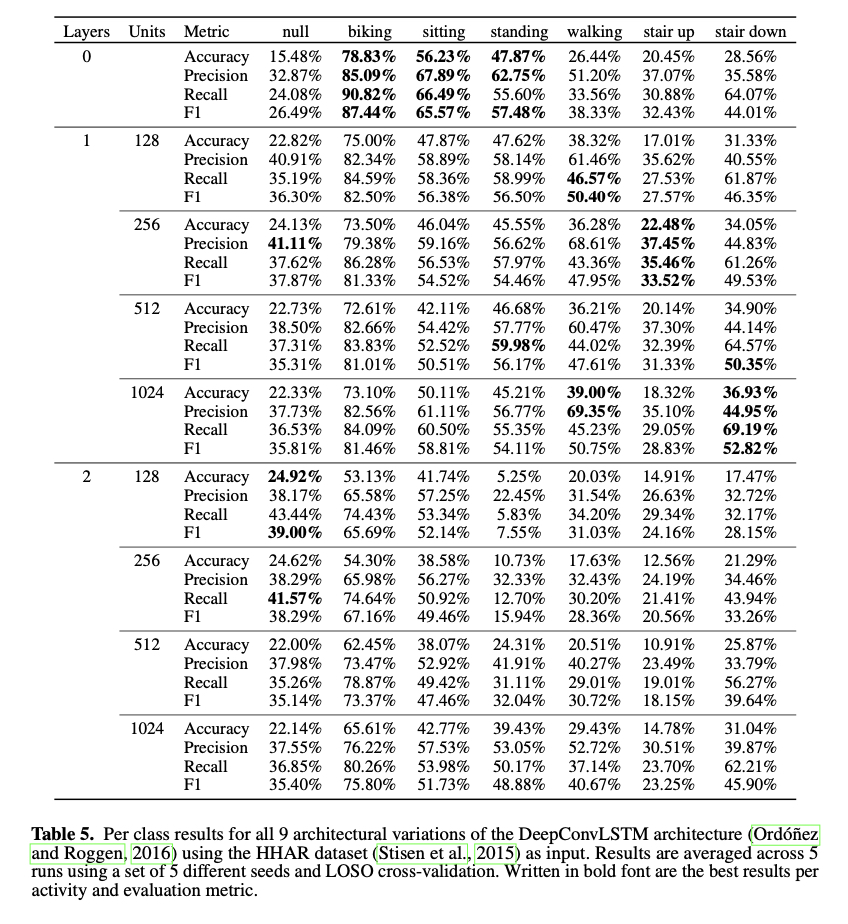 Layers Units Metric null biking sitting standing walking stair up stair down
0 Accuracy 15.48% 78.83% 56.23% 47.87% 26.44% 20.45% 28.56%
Precision 32.87% 85.09% 67.89% 62.75% 51.20% 37.07% 35.58%
Recall 24.08% 90.82% 66.49% 55.60% 33.56% 30.88% 64.07%
F1 26.49% 87.44% 65.57% 57.48% 38.33% 32.43% 44.01%
1 128 Accuracy 22.82% 75.00% 47.87% 47.62% 38.32% 17.01% 31.33%
Precision 40.91% 82.34% 58.89% 58.14% 61.46% 35.62% 40.55%
Recall 35.19% 84.59% 58.36% 58.99% 46.57% 27.53% 61.87%
F1 36.30% 82.50% 56.38% 56.50% 50.40% 27.57% 46.35%
256 Accuracy 24.13% 73.50% 46.04% 45.55% 36.28% 22.48% 34.05%
Precision 41.11% 79.38% 59.16% 56.62% 68.61% 37.45% 44.83%
Recall 37.62% 86.28% 56.53% 57.97% 43.36% 35.46% 61.26%
F1 37.87% 81.33% 54.52% 54.46% 47.95% 33.52% 49.53%
512 Accuracy 22.73% 72.61% 42.11% 46.68% 36.21% 20.14% 34.90%
Precision 38.50% 82.66% 54.42% 57.77% 60.47% 37.30% 44.14%
Recall 37.31% 83.83% 52.52% 59.98% 44.02% 32.39% 64.57%
F1 35.31% 81.01% 50.51% 56.17% 47.61% 31.33% 50.35%
1024 Accuracy 22.33% 73.10% 50.11% 45.21% 39.00% 18.32% 36.93%
Precision 37.73% 82.56% 61.11% 56.77% 69.35% 35.10% 44.95%
Recall 36.53% 84.09% 60.50% 55.35% 45.23% 29.05% 69.19%
F1 35.81% 81.46% 58.81% 54.11% 50.75% 28.83% 52.82%
2 128 Accuracy 24.92% 53.13% 41.74% 5.25% 20.03% 14.91% 17.47%
Precision 38.17% 65.58% 57.25% 22.45% 31.54% 26.63% 32.72%
Recall 43.44% 74.43% 53.34% 5.83% 34.20% 29.34% 32.17%
F1 39.00% 65.69% 52.14% 7.55% 31.03% 24.16% 28.15%
256 Accuracy 24.62% 54.30% 38.58% 10.73% 17.63% 12.56% 21.29%
Precision 38.29% 65.98% 56.27% 32.33% 32.43% 24.19% 34.46%
Recall 41.57% 74.64% 50.92% 12.70% 30.20% 21.41% 43.94%
F1 38.29% 67.16% 49.46% 15.94% 28.36% 20.56% 33.26%
512 Accuracy 22.00% 62.45% 38.07% 24.31% 20.51% 10.91% 25.87%
Precision 37.98% 73.47% 52.92% 41.91% 40.27% 23.49% 33.79%
Recall 35.26% 78.87% 49.42% 31.11% 29.01% 19.01% 56.27%
F1 35.14% 73.37% 47.46% 32.04% 30.72% 18.15% 39.64%
1024 Accuracy 22.14% 65.61% 42.77% 39.43% 29.43% 14.78% 31.04%
Precision 37.55% 76.22% 57.53% 53.05% 52.72% 30.51% 39.87%
Recall 36.85% 80.26% 53.98% 50.17% 37.14% 23.70% 62.21%
F1 35.40% 75.80% 51.73% 48.88% 40.67% 23.25% 45.90%
Table 5. Per class results for all 9 architectural variations of the DeepConvLSTM architecture (Ordóñez
and Roggen, 2016) using the HHAR dataset (Stisen et al., 2015) as input. Results are averaged across 5
runs using a set of 5 different seeds and LOSO cross-validation. Written in bold font are the best results per
activity and evaluation metric.